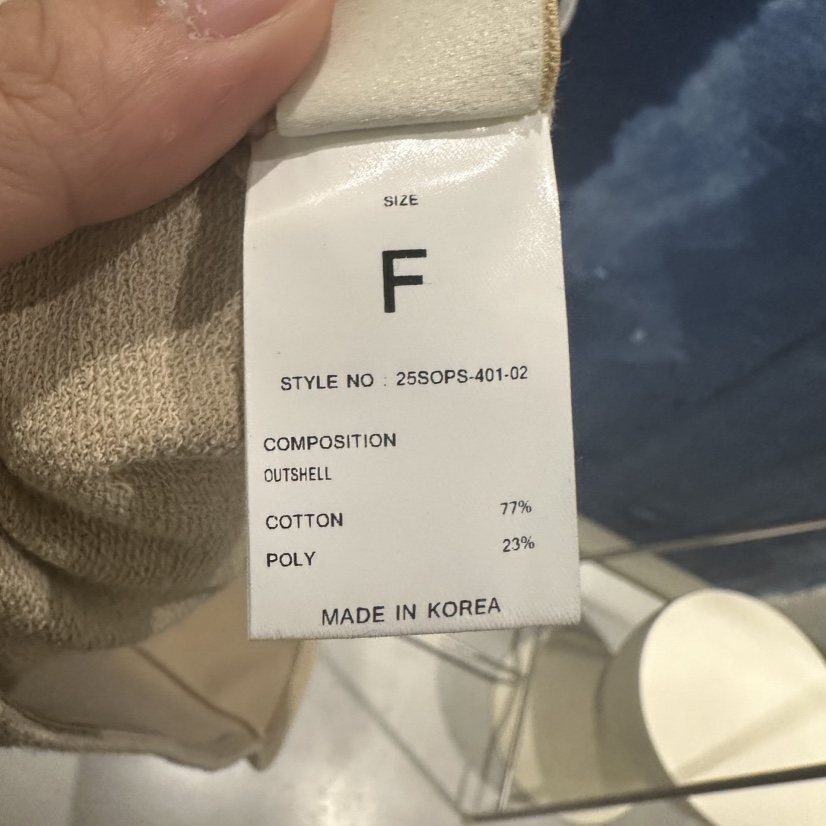 SIZE
F
STYLE NO : 25SOPS-401-02
COMPOSITION
OUTSHELL
COTTON 77%
POLY 23%
MADE IN KOREA